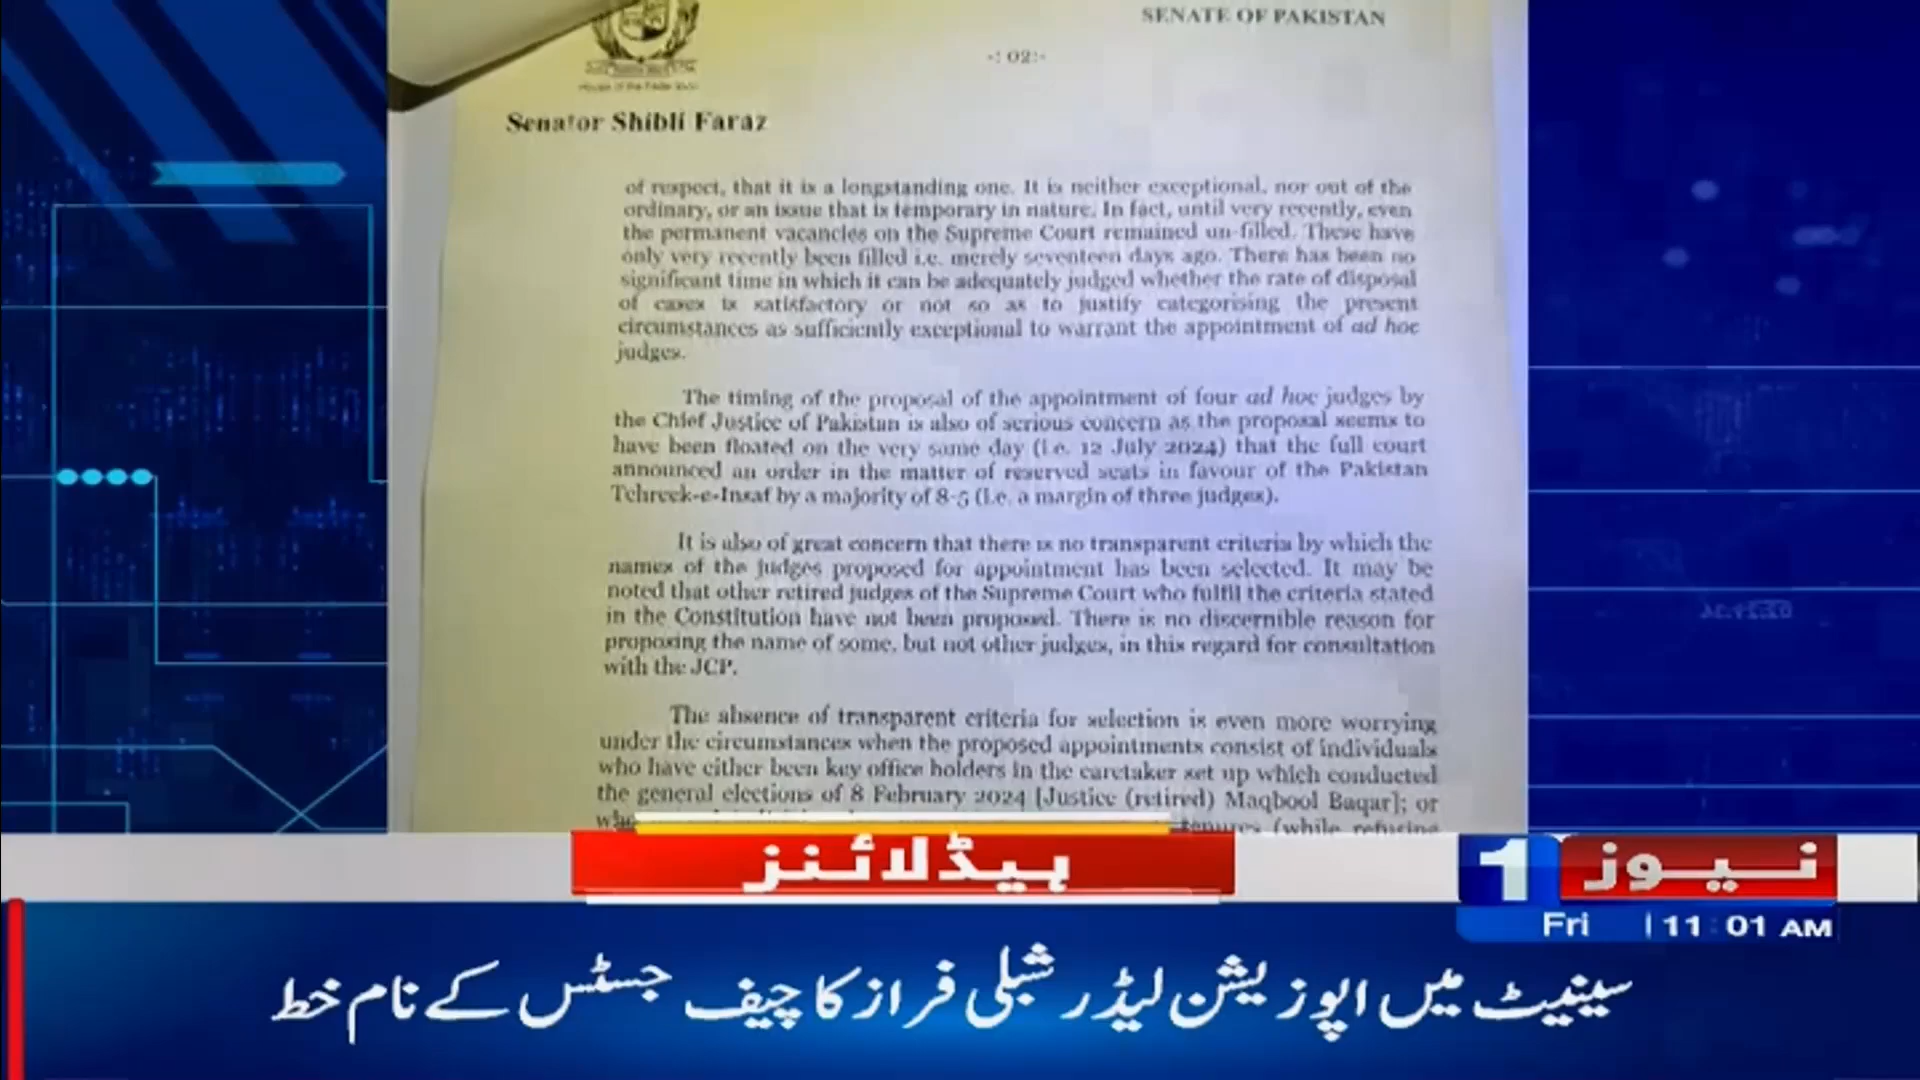 SENATE OF PAKISTAN
-: 02:-
Senator Shibli Faraz
of respect, that it is a longstanding one. It is neither exceptional, nor out of the
ordinary, or an issue that is temporary in nature. In fact, until very recently, even
the permanent vacancies on the Supreme Court remained un-filled. These have
only very recently been filled i.e. merely seventeen days ago. There has been no
significant time in which it can be adequately judged whether the rate of disposal
of cases is satisfactory or not so as to justify categorising the present
circumstances as sufficiently exceptional to warrant the appointment of ad hoc
judges.
The timing of the proposal of the appointment of four ad hoc judges by
the Chief Justice of Pakistan is also of serious concern as the proposal seems to
have been floated on the very same day (i.e. 12 July 2024) that the full court
announced an order in the matter of reserved seats in favour of the Pakistan
Tehreek-e-Insaf by a majority of 8-5 (i.e. a margin of three judges).
It is also of great concern that there is no transparent criteria by which the
names of the judges proposed for appointment has been selected. It may be
noted that other retired judges of the Supreme Court who fulfil the criteria stated
in the Constitution have not been proposed. There is no discernible reason for
proposing the name of some, but not other judges, in this regard for consultation
with the JCP.
The absence of transparent criteria for selection is even more worrying
under the circumstances when the proposed appointments consist of individuals
who have either been key office holders in the caretaker set up which conducted
the general elections of 8 February 2024 [Justice (retired) Maqbool Baqar]; or
tenures (while refusing
ہیڈلائنز
1 نیوز
Fri 11:01 AM
سینیٹ میں اپوزیشن لیڈر شبلی فراز کا چیف جسٹس کے نام خط